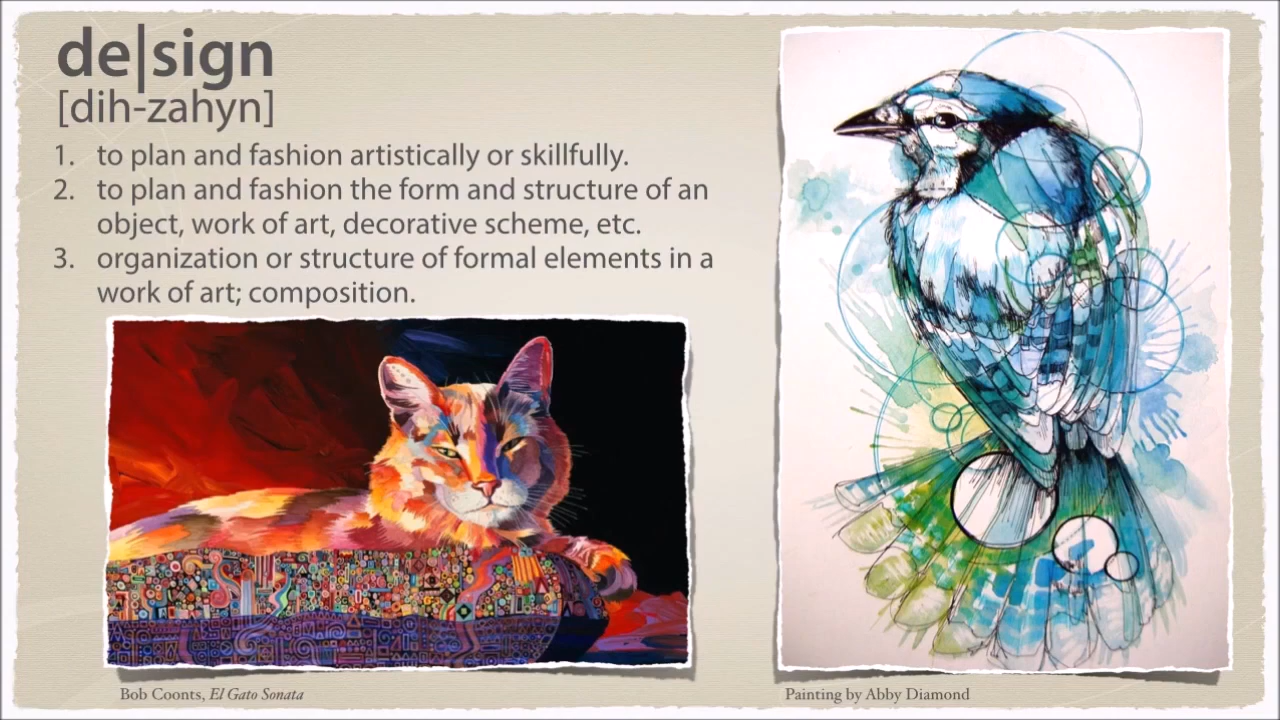 de|sign
[dih-zahyn]
1. to plan and fashion artistically or skillfully.
2. to plan and fashion the form and structure of an
object, work of art, decorative scheme, etc.
3. organization or structure of formal elements in a
work of art; composition.
Bob Coonts, El Gato Sonata
Painting by Abby Diamond